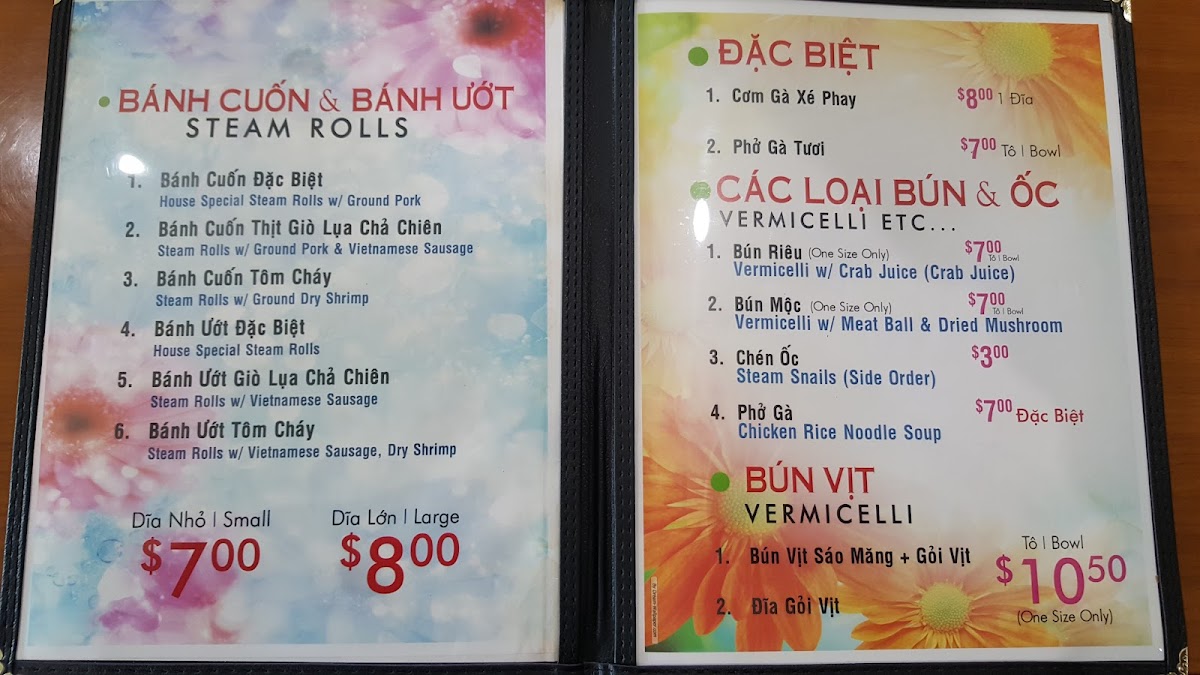 BÁNH CUỐN & BÁNH ƯỚT
STEAM ROLLS
1. Bánh Cuốn Đặc Biệt
House Special Steam Rolls w/ Ground Pork
2. Bánh Cuốn Thịt Giò Lụa Chả Chiên
Steam Rolls w/ Ground Pork & Vietnamese Sausage
3. Bánh Cuốn Tôm Cháy
Steam Rolls w/ Ground Dry Shrimp
4. Bánh Ướt Đặc Biệt
House Special Steam Rolls
5. Bánh Ướt Giò Lụa Chả Chiên
Steam Rolls w/ Vietnamese Sausage
6. Bánh Ướt Tôm Cháy
Steam Rolls w/ Vietnamese Sausage, Dry Shrimp
Dĩa Nhỏ | Small Dĩa Lớn | Large
$7.00 $8.00
ĐẶC BIỆT
1. Cơm Gà Xé Phay $8.00 1 Đĩa
2. Phở Gà Tươi $7.00 Tô | Bowl
CÁC LOẠI BÚN & ỐC
VERMICELLI ETC...
1. Bún Riêu (One Size Only) $7.00 Tô | Bowl
Vermicelli w/ Crab Juice (Crab Juice)
2. Bún Mộc (One Size Only) $7.00 Tô | Bowl
Vermicelli w/ Meat Ball & Dried Mushroom
3. Chén Ốc $3.00
Steam Snails (Side Order)
4. Phở Gà $7.00 Đặc Biệt
Chicken Rice Noodle Soup
BÚN VỊT
VERMICELLI
1. Bún Vịt Sáo Măng + Gỏi Vịt
2. Đĩa Gỏi Vịt
Tô | Bowl
$10.50
(One Size Only)